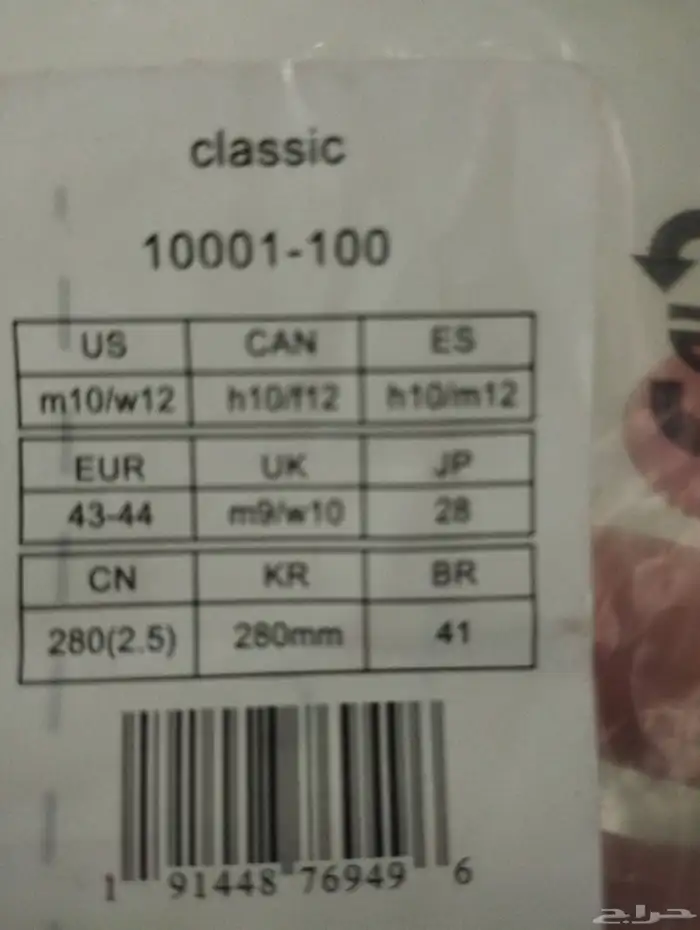 classic
10001-100
US CAN ES
m10/w12 h10/f12 h10/m12
EUR UK JP
43-44 m9/w10 28
CN KR BR
280(2.5) 280mm 41
1 91448 76949 6
حراج